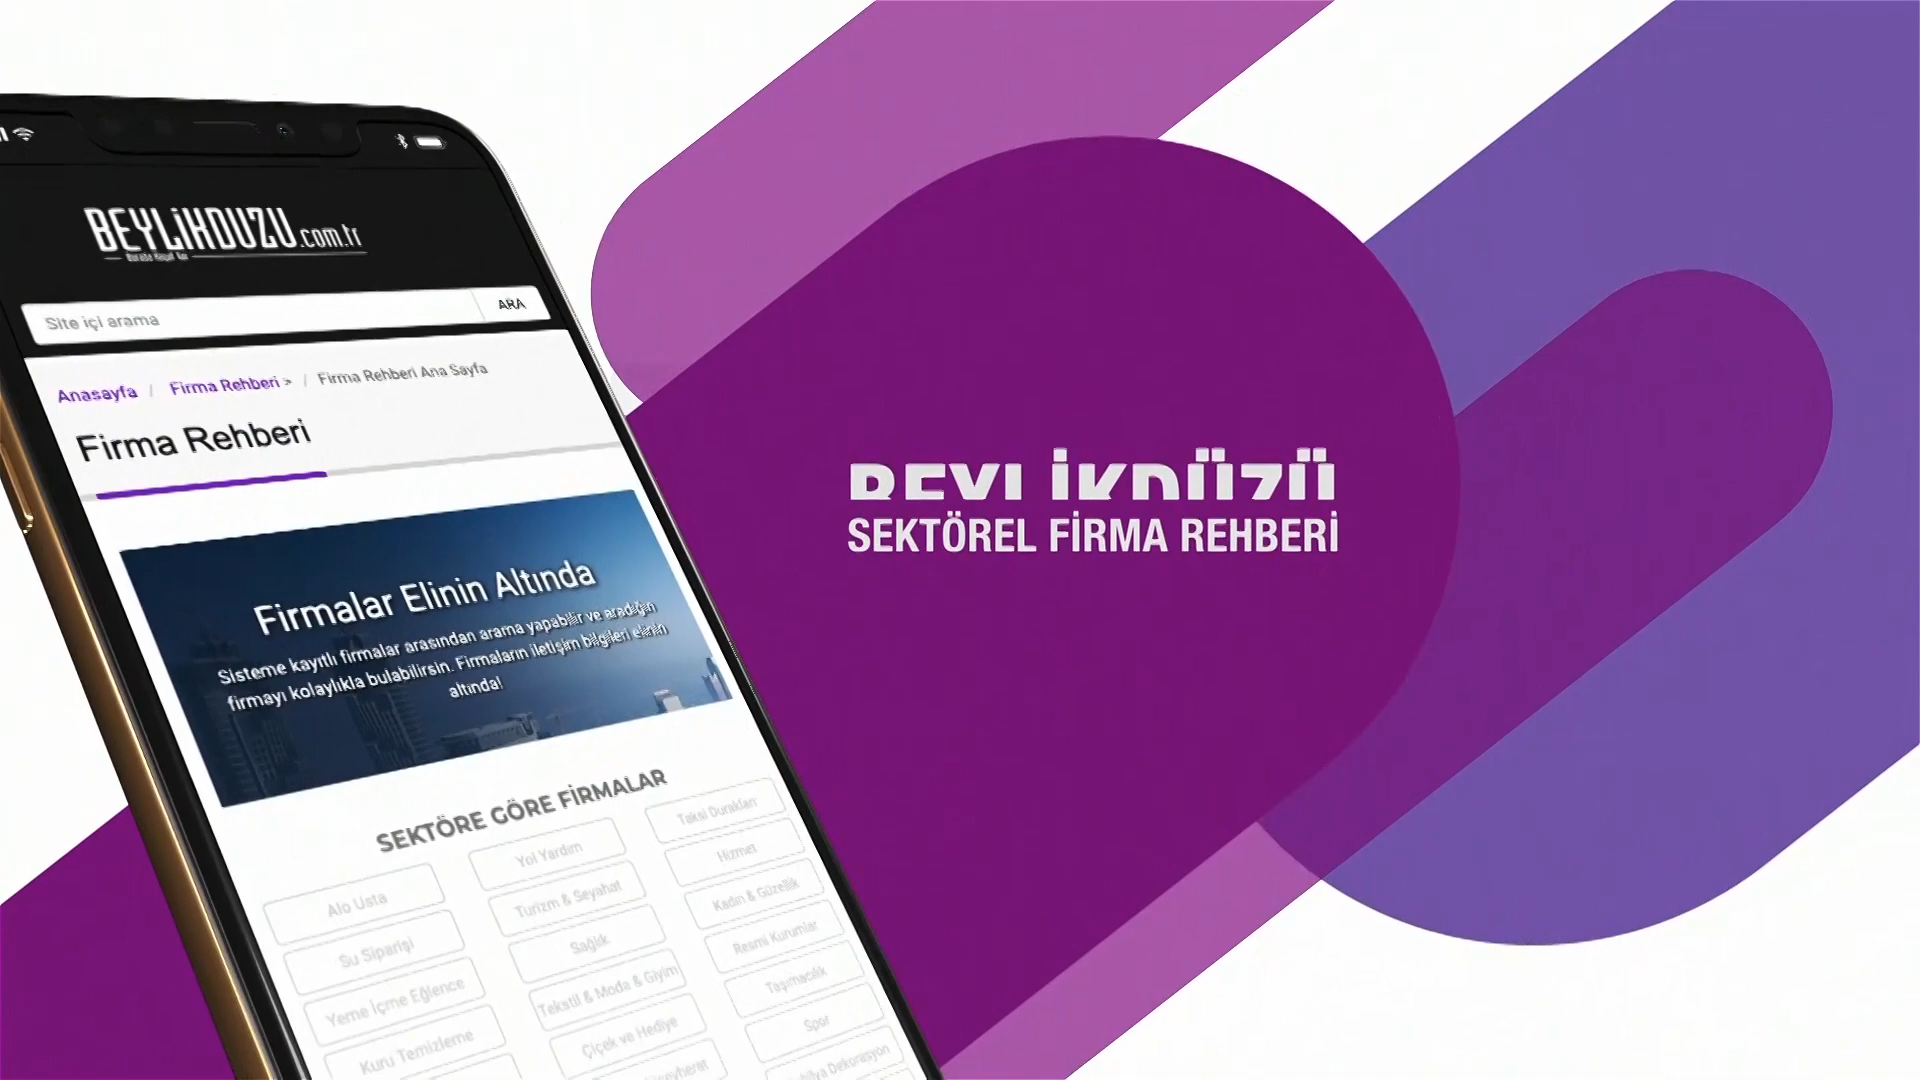 BEYLİKDUZU.com.tr
Site içi arama
ARA
Anasayfa / Firma Rehberi > / Firma Rehberi Ana Sayfa
Firma Rehberi
Firmalar Elinin Altında
Sisteme kayıtlı firmalar arasından arama yapabilir ve aradığın
firmayı kolaylıkla bulabilirsin. Firmaların iletişim bilgileri elinin
altında!
SEKTÖRE GÖRE FİRMALAR
Alo Usta
Yol Yardım
Taksi Durakları
Su Siparişi
Turizm & Seyahat
Hizmet
Yeme İçme Eğlence
Sağlık
Kadın & Güzellik
Kuru Temizleme
Tekstil & Moda & Giyim
Resmi Kurumlar
Çiçek ve Hediye
Taşımacılık
Spor
BEYLİKDÜZÜ
SEKTÖREL FİRMA REHBERİ